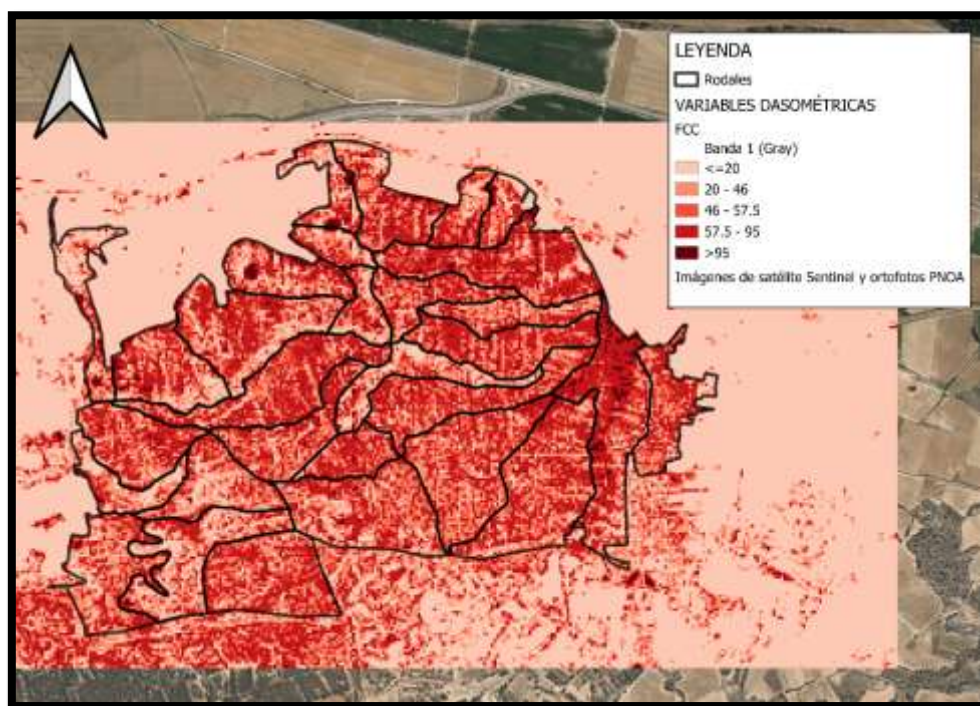 LEYENDA
Rodales
VARIABLES DASOMÉTRICAS
FCC
Banda 1 (Gray)
<=20
20 - 46
46 - 57.5
57.5 - 95
>95
Imágenes de satélite Sentinel y ortofotos PNOA